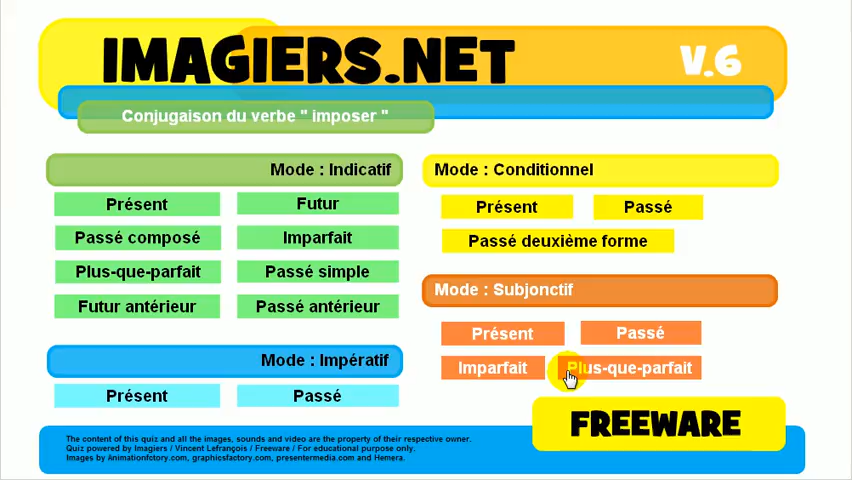 IMAGIERS.NET
V.6
Conjugaison du verbe " imposer "
Mode : Indicatif
Présent
Futur
Passé composé
Imparfait
Plus-que-parfait
Passé simple
Futur antérieur
Passé antérieur
Mode : Impératif
Présent
Passé
Mode : Conditionnel
Présent
Passé
Passé deuxième forme
Mode : Subjonctif
Présent
Passé
Imparfait
Plus-que-parfait
FREEWARE
The content of this quiz and all the images, sounds and video are the property of their respective owner.
Quiz powered by Imagiers / Vincent Lefrançois / Freeware / For educational purpose only.
Images by Animationfctory.com, graphicsfactory.com, presentermedia.com and Hemera.